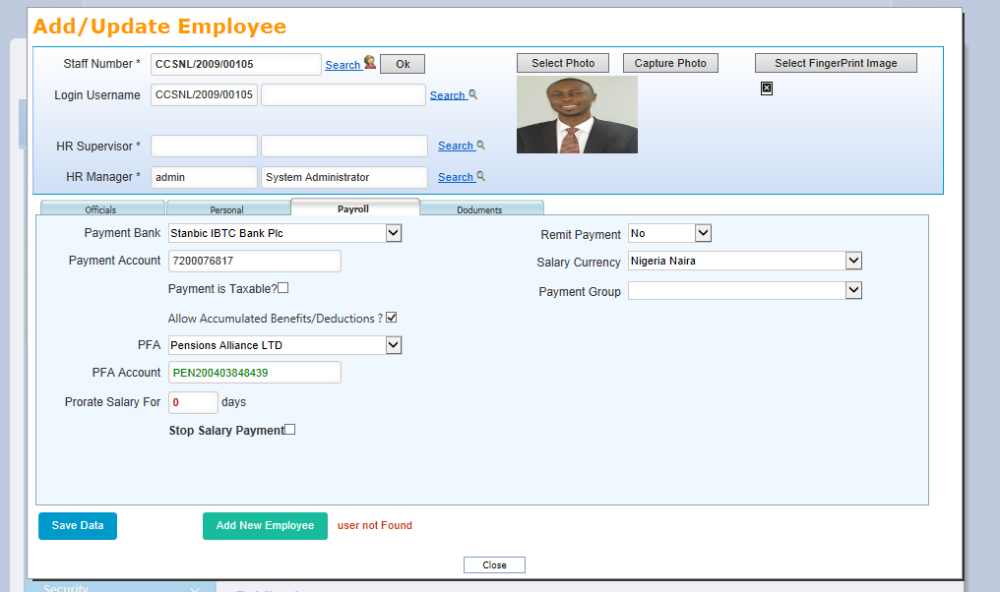 Add/Update Employee
Staff Number * CCSNL/2009/00105 Search Ok Select Photo Capture Photo Select FingerPrint Image
Login Username CCSNL/2009/00105 Search
HR Supervisor * Search
HR Manager * admin System Administrator Search
Officials Personal Payroll Doduments
Payment Bank Stanbic IBTC Bank Plc Remit Payment No
Payment Account 7200076817 Salary Currency Nigeria Naira
Payment is Taxable? Payment Group
Allow Accumulated Benefits/Deductions ?
PFA Pensions Alliance LTD
PFA Account PEN200403848439
Prorate Salary For 0 days
Stop Salary Payment
Save Data Add New Employee user not Found
Close
Security